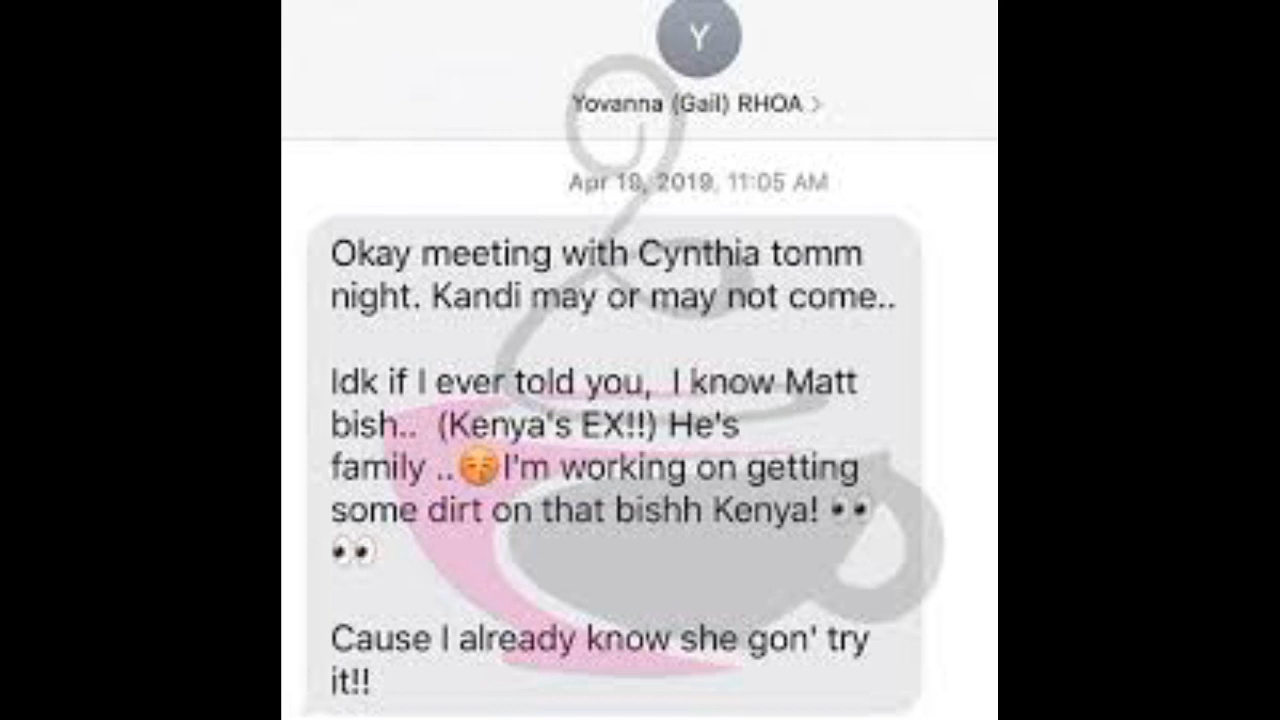 Y
Yovanna (Gail) RHOA >
Apr 19, 2019, 11:05 AM
Okay meeting with Cynthia tomm
night. Kandi may or may not come..
Idk if I ever told you,  I know Matt
bish..  (Kenya's EX!!) He's
family ..😚I'm working on getting
some dirt on that bishh Kenya! 👀
👀
Cause I already know she gon' try
it!!